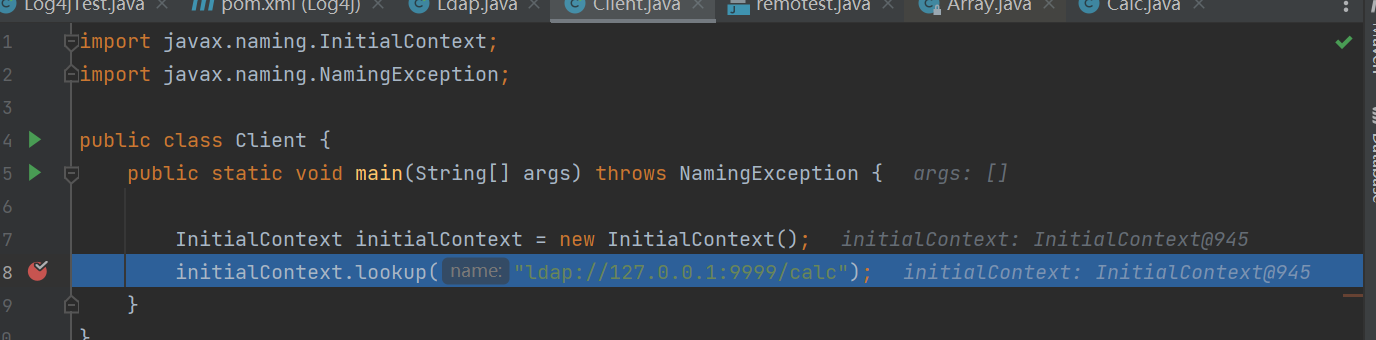 Log4jTest.java pom.xml (Log4j) Ldap.java Client.java remotest.java Array.java Calc.java
1 import javax.naming.InitialContext;
2 import javax.naming.NamingException;
3
4 public class Client {
5 public static void main(String[] args) throws NamingException { args: []
6
7 InitialContext initialContext = new InitialContext(); initialContext: InitialContext@945
8 initialContext.lookup( name: "ldap://127.0.0.1:9999/calc"); initialContext: InitialContext@945
9 }
}
Maven
Database